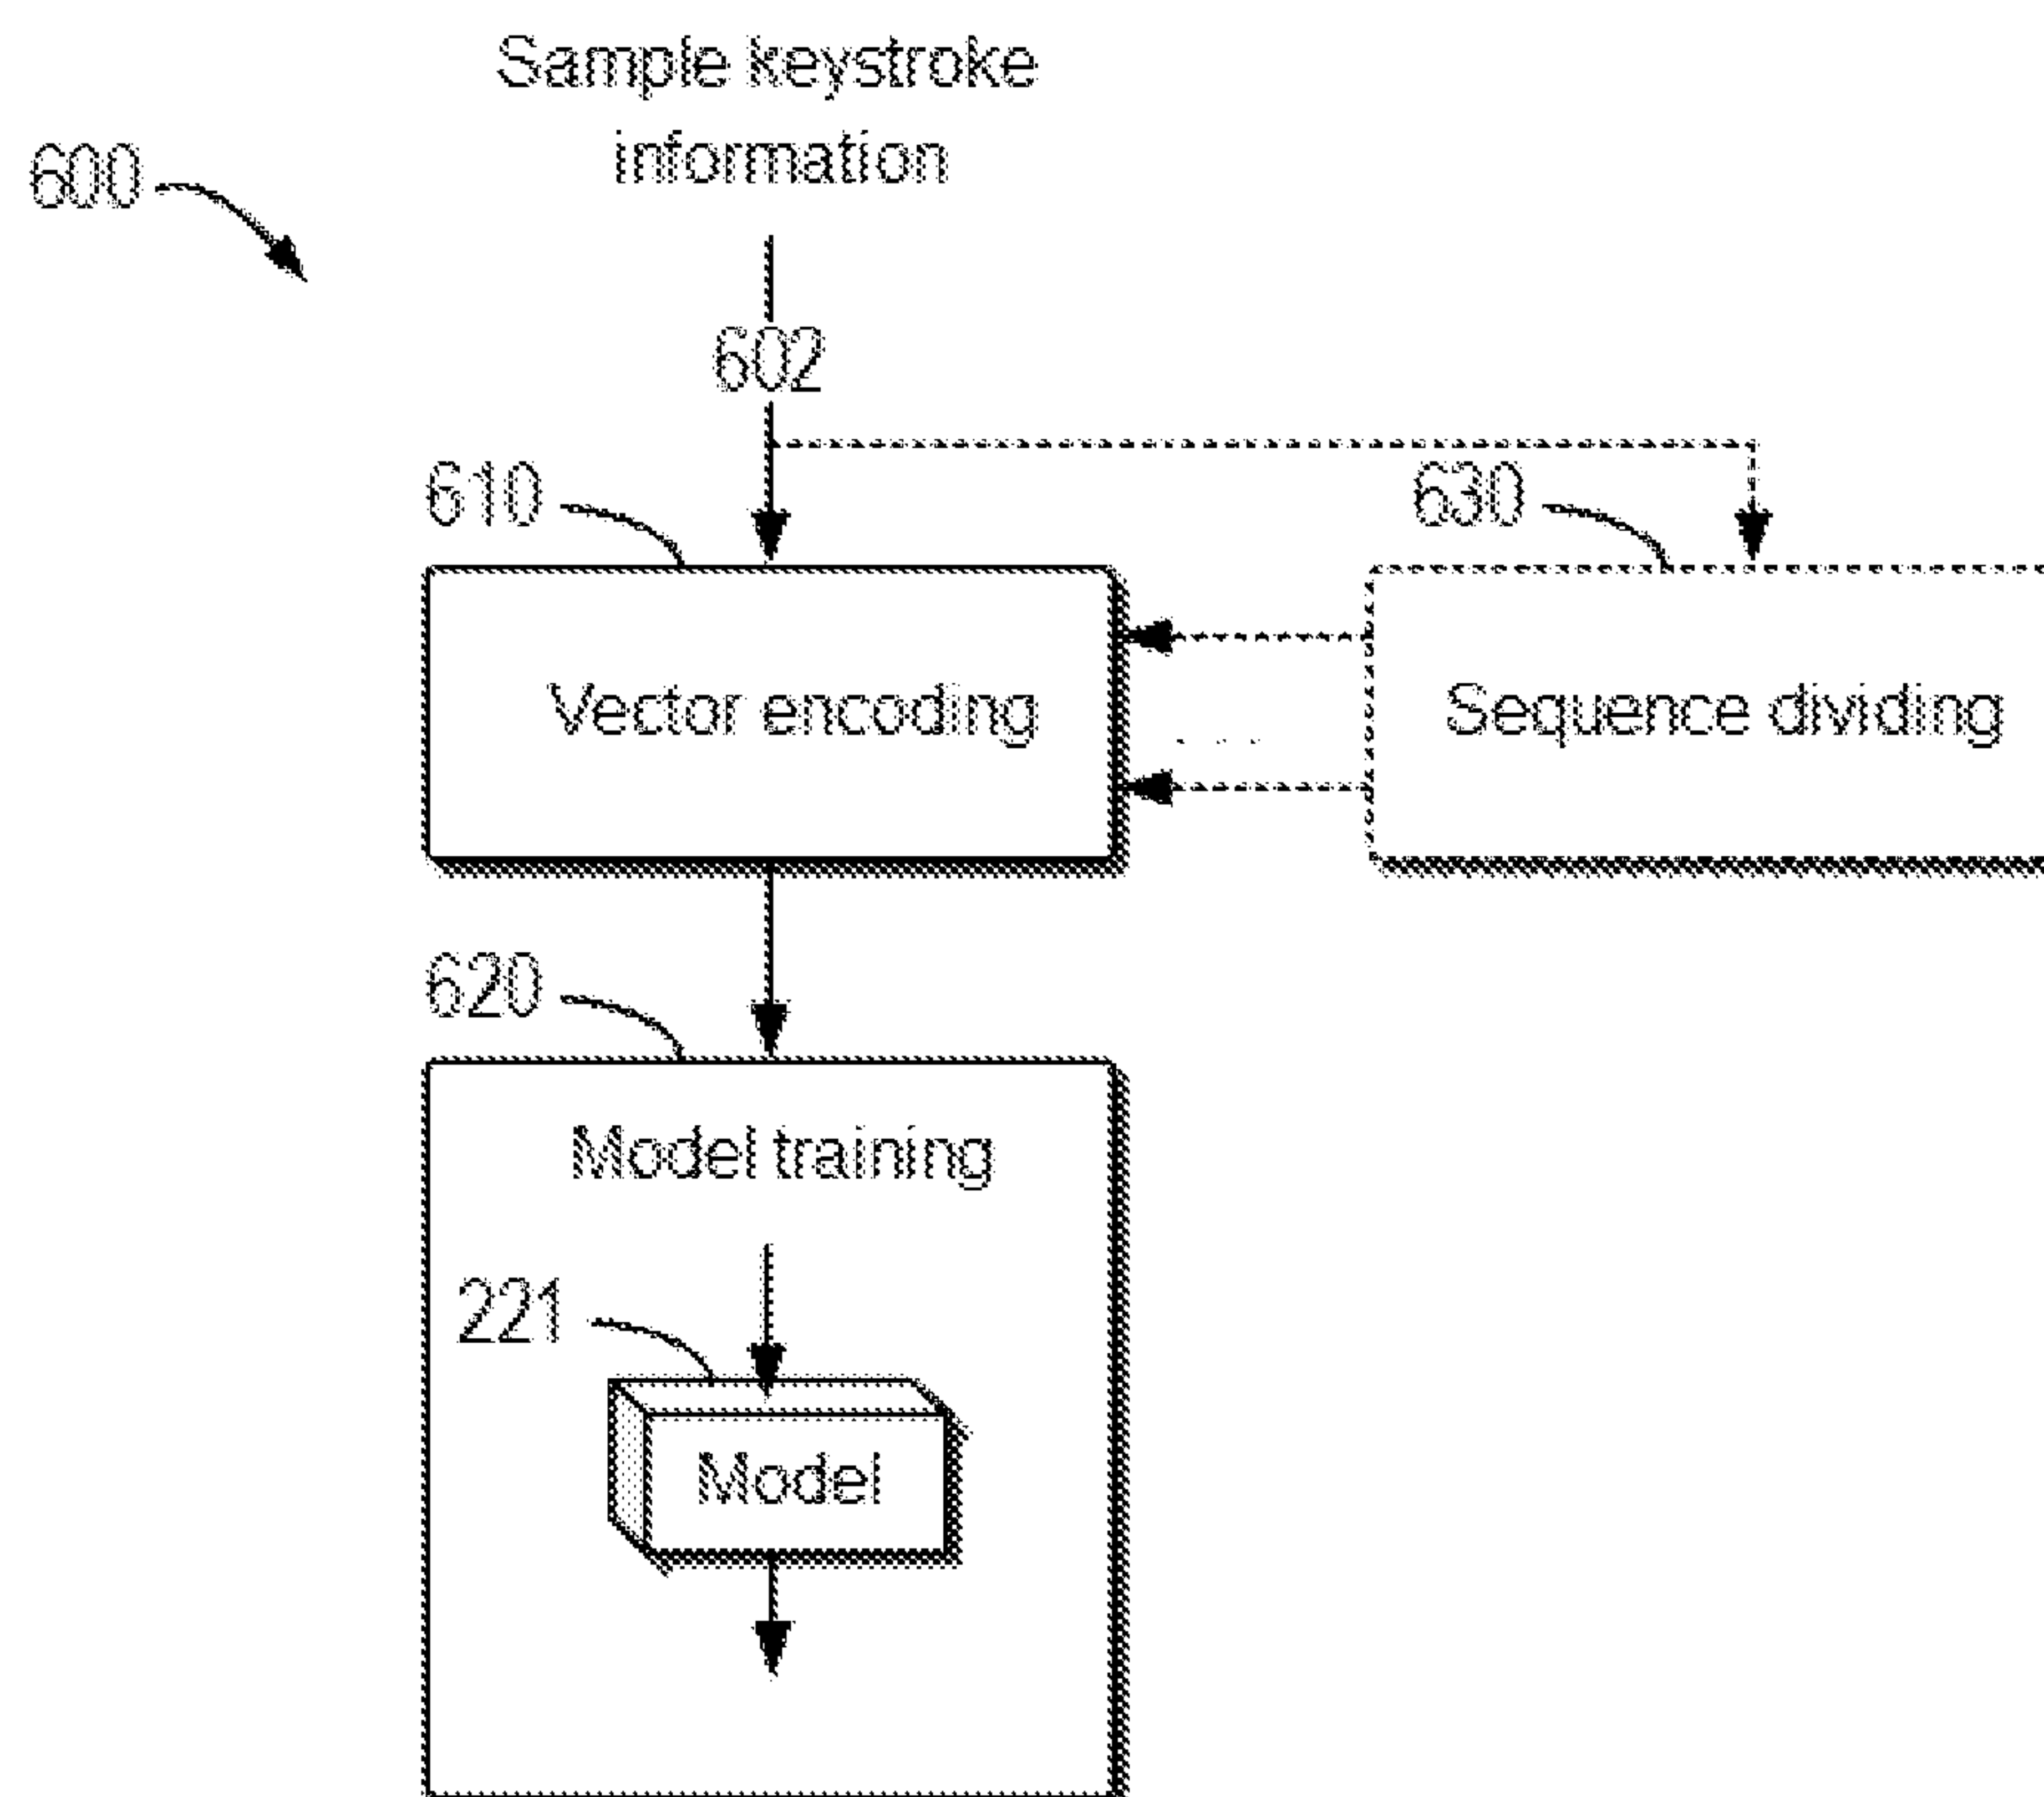 Sample keystroke
information
600
602
610
630
Vector encoding
Sequence dividing
. . .
620
Model training
221
Model